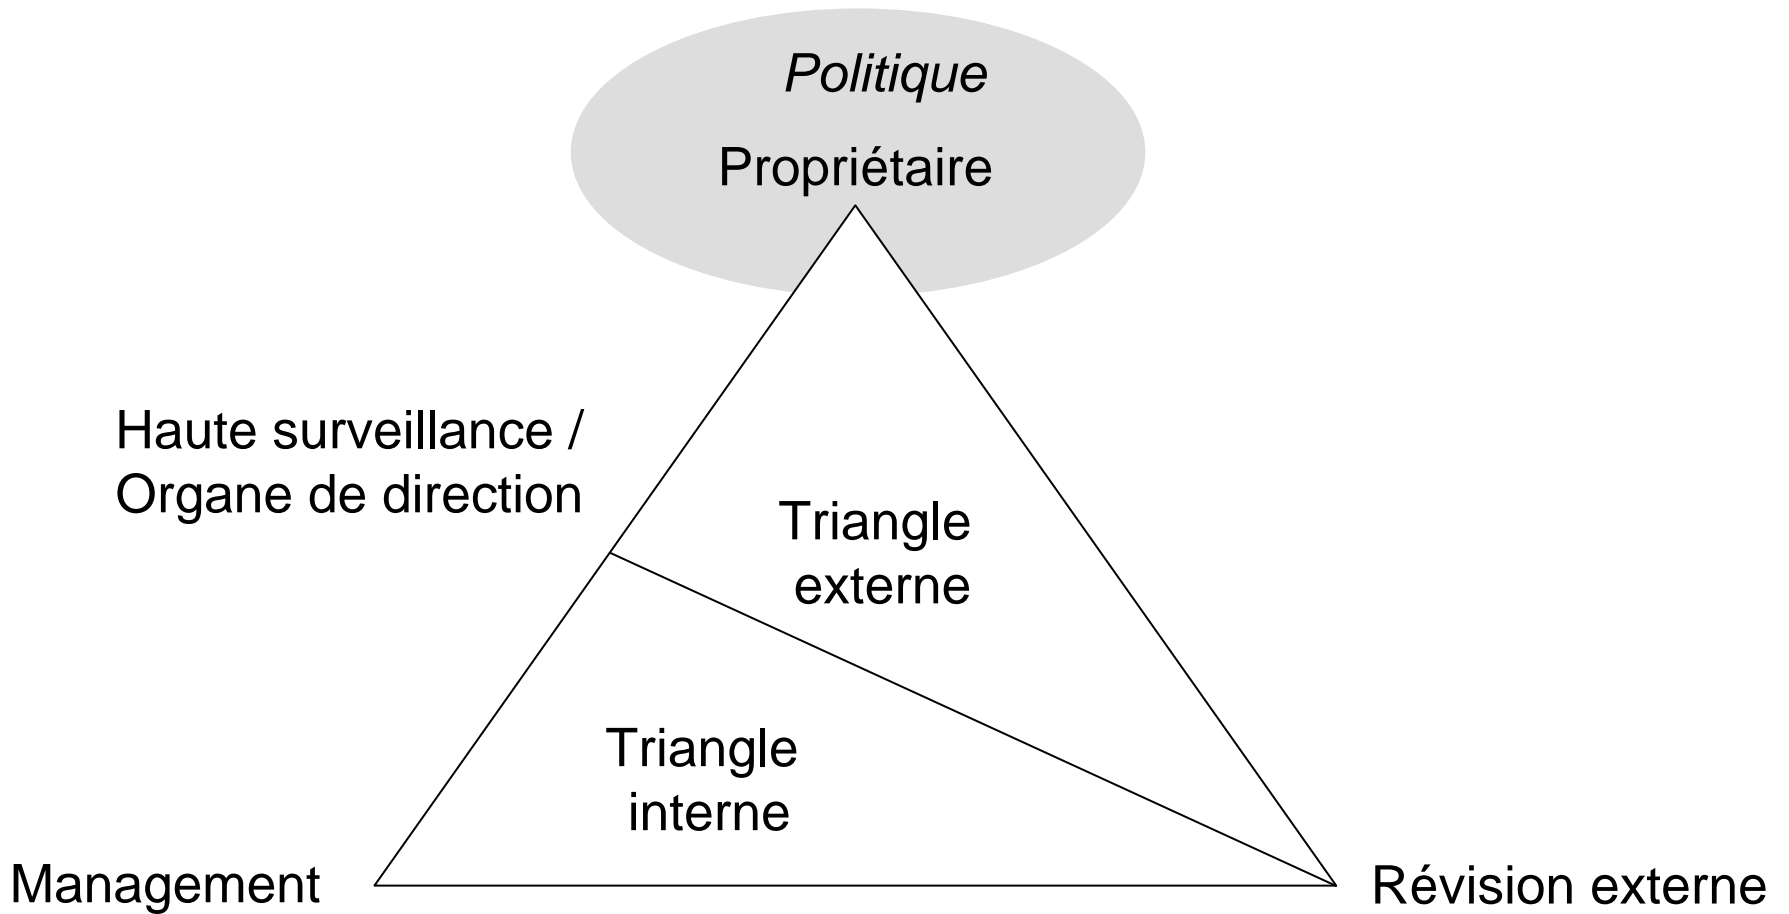 Politique
Propriétaire
Haute surveillance /
Organe de direction
Triangle
externe
Triangle
interne
Management
Révision externe